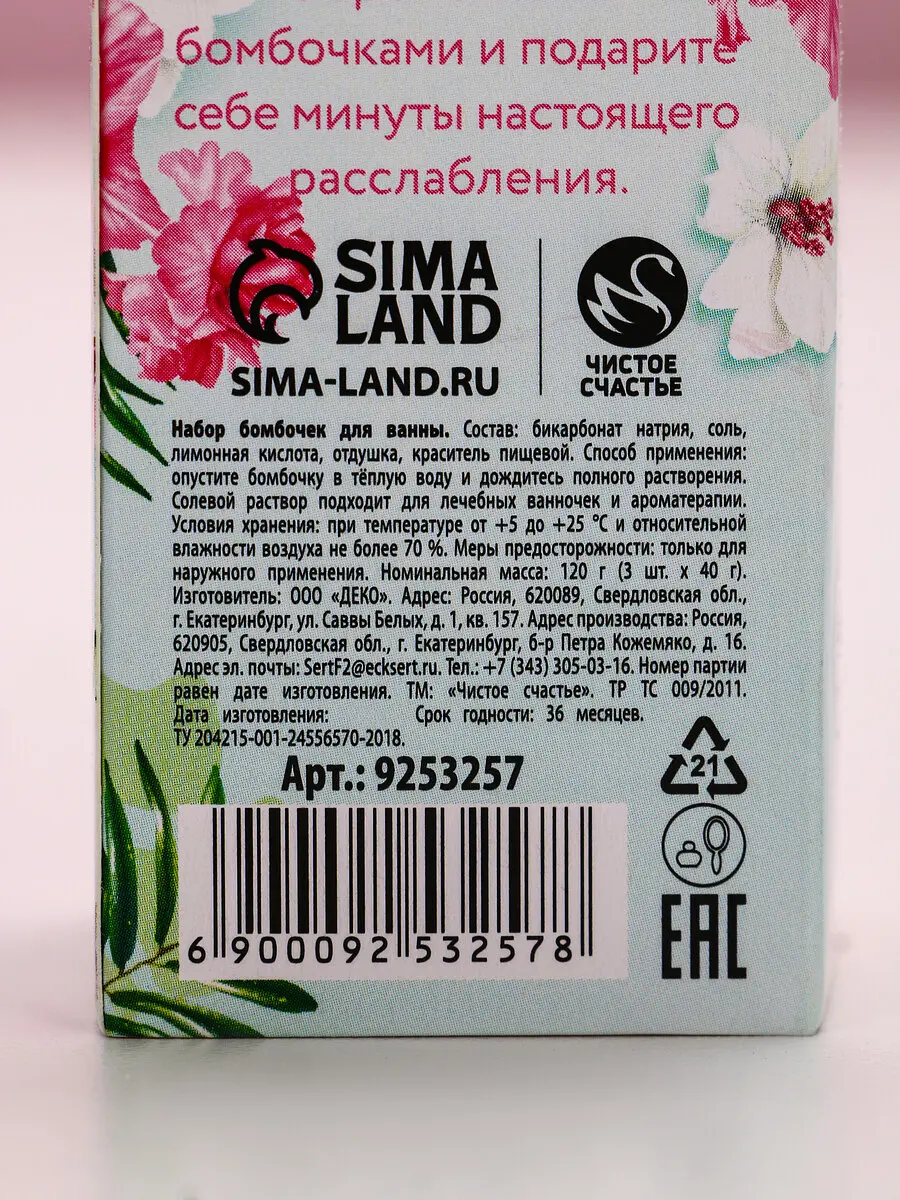 бомбочками и подарите
себе минуты настоящего
расслабления.
SIMA
LAND
SIMA-LAND.RU
ЧИСТОЕ
СЧАСТЬЕ
Набор бомбочек для ванны. Состав: бикарбонат натрия, соль,
лимонная кислота, отдушка, краситель пищевой. Способ применения:
опустите бомбочку в тёплую воду и дождитесь полного растворения.
Солевой раствор подходит для лечебных ванночек и ароматерапии.
Условия хранения: при температуре от +5 до +25 °С и относительной
влажности воздуха не более 70 %. Меры предосторожности: только для
наружного применения. Номинальная масса: 120 г (3 шт. х 40 г).
Изготовитель: ООО «ДЕКО». Адрес: Россия, 620089, Свердловская обл.,
г. Екатеринбург, ул. Саввы Белых, д. 1, кв. 157. Адрес производства: Россия,
620905, Свердловская обл., г. Екатеринбург, б-р Петра Кожемяко, д. 16.
Адрес эл. почты: SertF2@ecksert.ru. Тел.: +7 (343) 305-03-16. Номер партии
равен дате изготовления. ТМ: «Чистое счастье». ТР ТС 009/2011.
Дата изготовления: Срок годности: 36 месяцев.
ТУ 204215-001-24556570-2018.
Арт.: 9253257
21
6 900092 532578
EAC